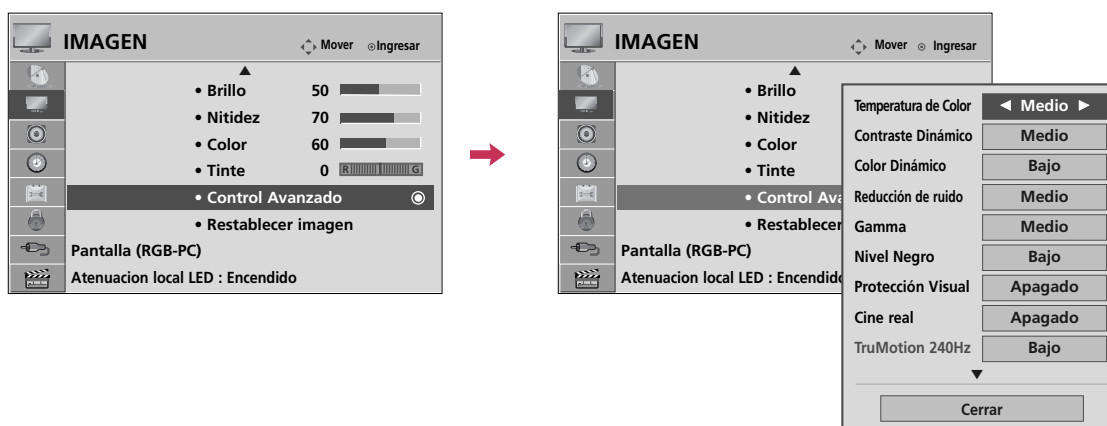 IMAGEN Mover Ingresar
• Brillo 50
• Nitidez 70
• Color 60
• Tinte 0 R G
• Control Avanzado
• Restablecer imagen
Pantalla (RGB-PC)
Atenuacion local LED : Encendido
IMAGEN Mover Ingresar
• Brillo
• Nitidez
• Color
• Tinte
• Control Ava
• Restablecer
Pantalla (RGB-PC)
Atenuacion local LED : Encendido
Temperatura de Color ◄ Medio ►
Contraste Dinámico Medio
Color Dinámico Bajo
Reducción de ruido Medio
Gamma Medio
Nivel Negro Bajo
Protección Visual Apagado
Cine real Apagado
TruMotion 240Hz Bajo
Cerrar